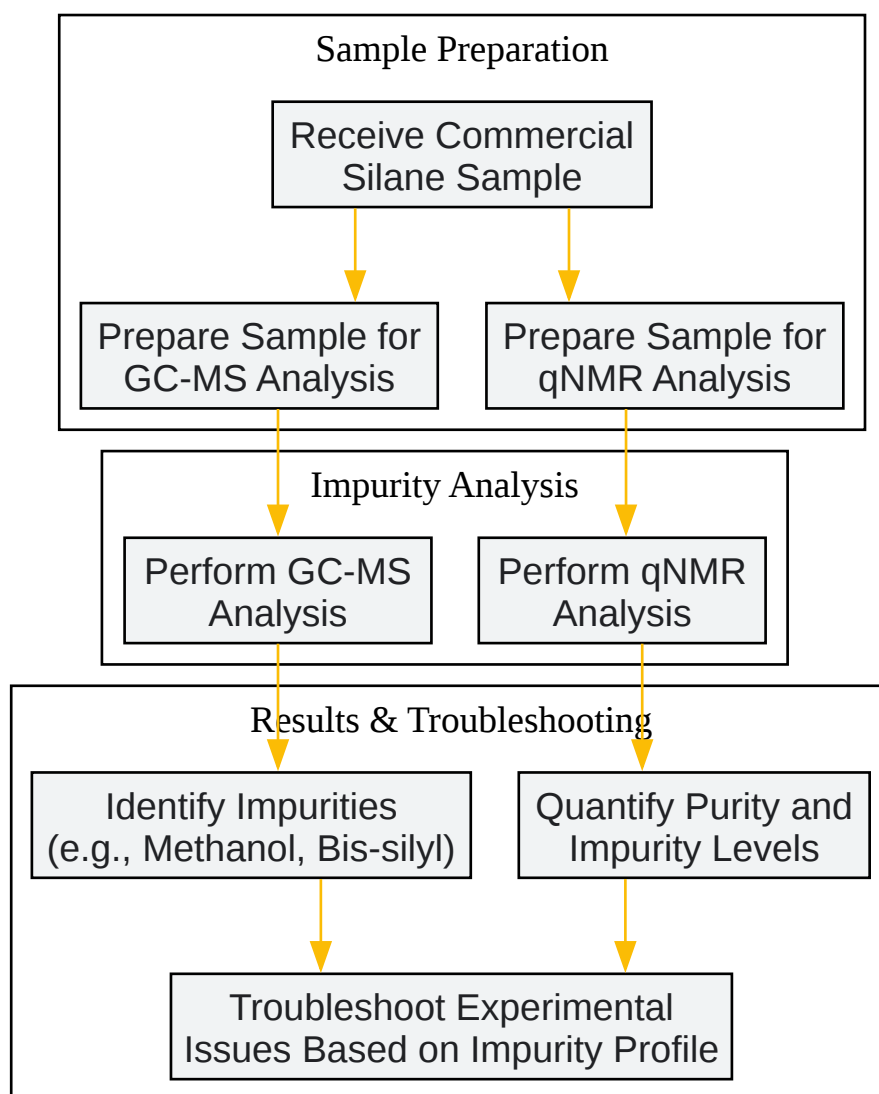 Sample Preparation
Receive Commercial
Silane Sample
Prepare Sample for
GC-MS Analysis
Prepare Sample for
qNMR Analysis
Impurity Analysis
Perform GC-MS
Analysis
Perform qNMR
Analysis
Results & Troubleshooting
Identify Impurities
(e.g., Methanol, Bis-silyl)
Quantify Purity and
Impurity Levels
Troubleshoot Experimental
Issues Based on Impurity Profile